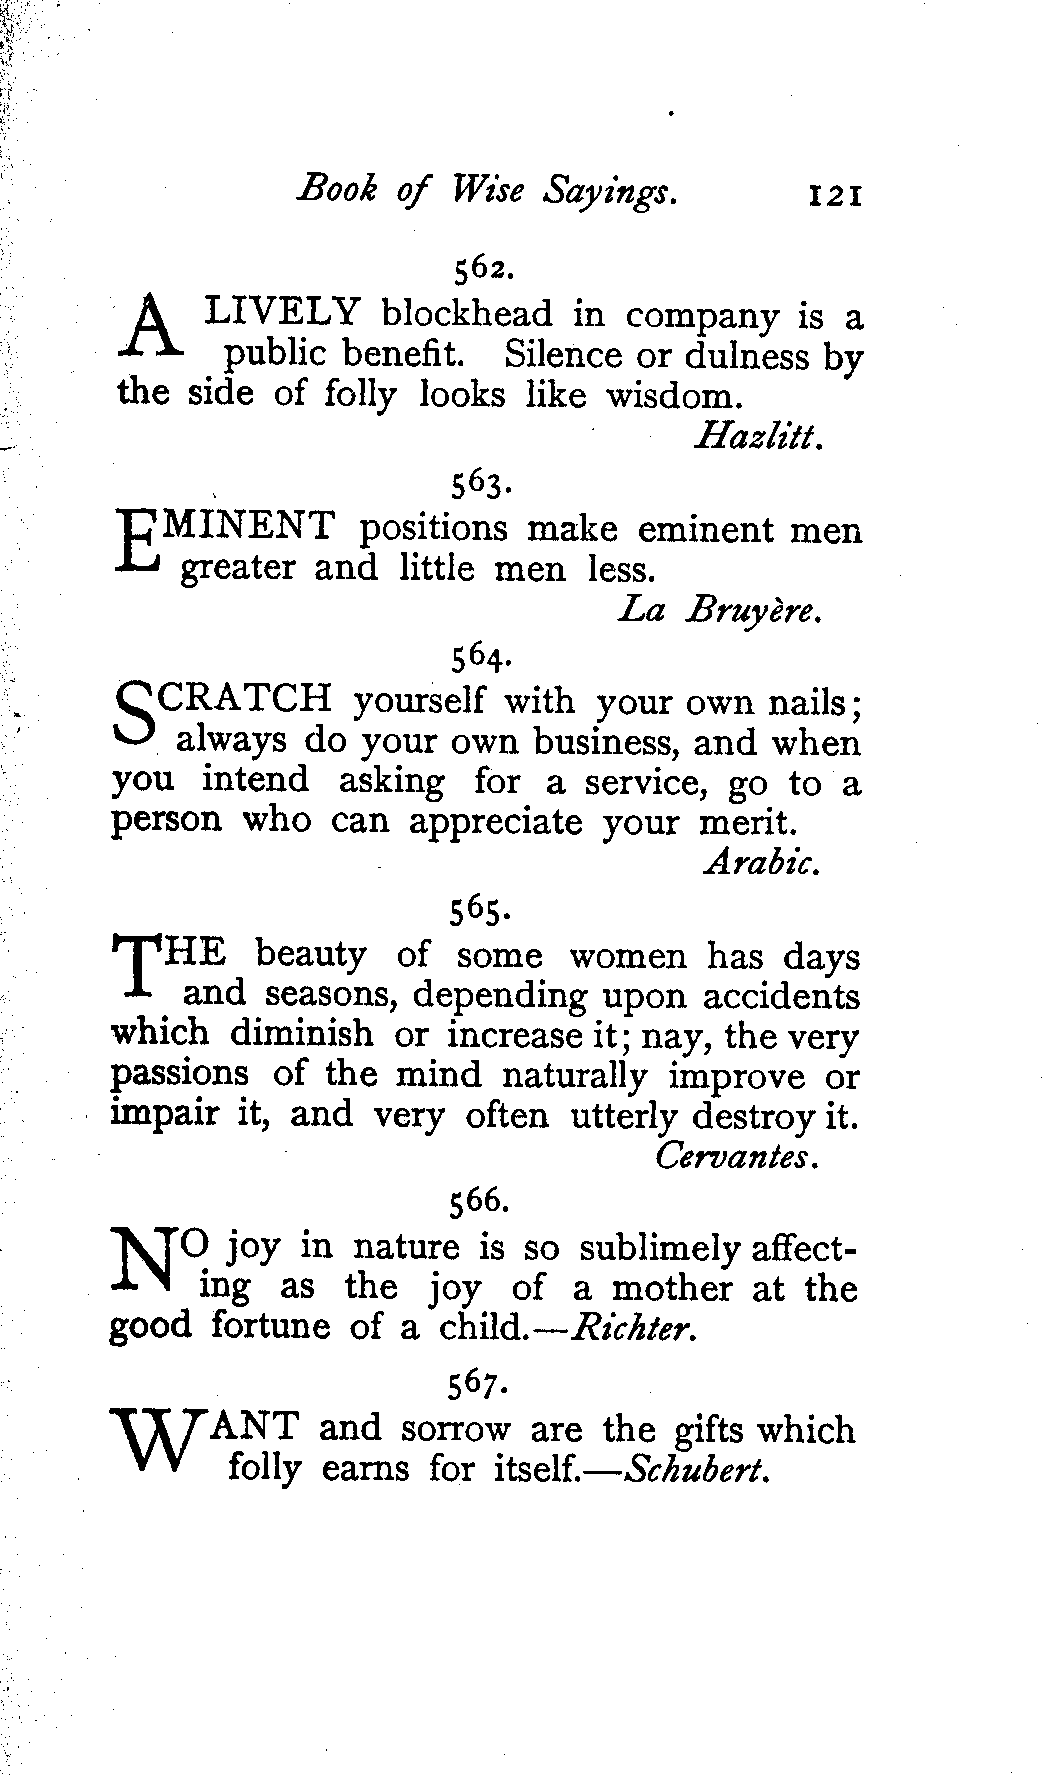 Book of Wise Sayings. 121
562.
A LIVELY blockhead in company is a
public benefit. Silence or dulness by
the side of folly looks like wisdom.
Hazlitt.
563.
EMINENT positions make eminent men
greater and little men less.
La Bruyère.
564.
SCRATCH yourself with your own nails;
always do your own business, and when
you intend asking for a service, go to a
person who can appreciate your merit.
Arabic.
565.
THE beauty of some women has days
and seasons, depending upon accidents
which diminish or increase it; nay, the very
passions of the mind naturally improve or
impair it, and very often utterly destroy it.
Cervantes.
566.
NO joy in nature is so sublimely affect-
ing as the joy of a mother at the
good fortune of a child.—Richter.
567.
WANT and sorrow are the gifts which
folly earns for itself.—Schubert.